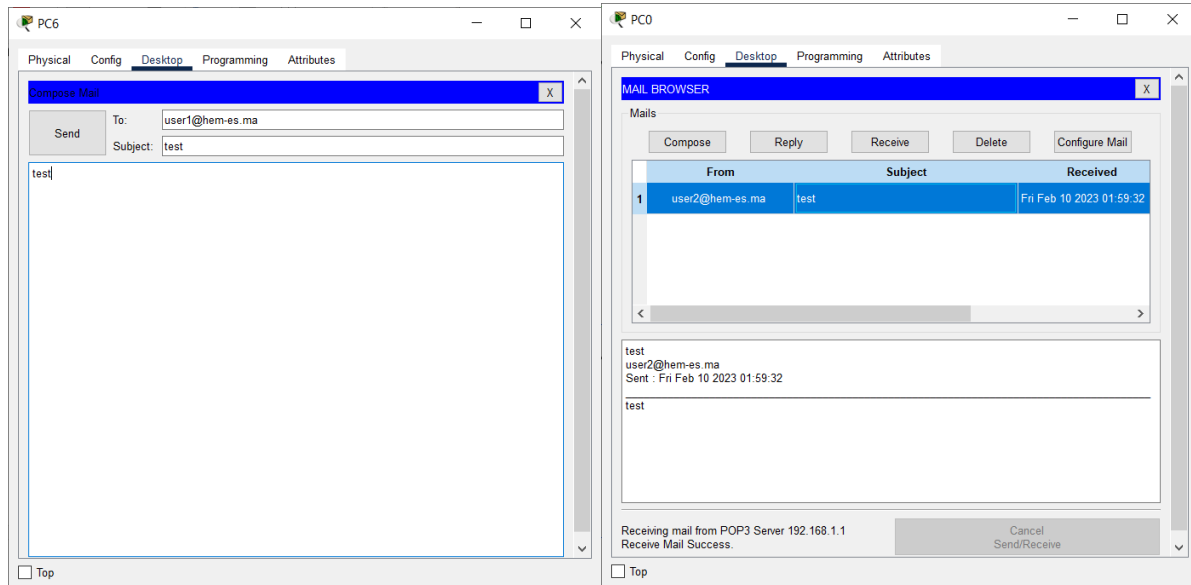 PC6
Physical Config Desktop Programming Attributes
Compose Mail
X
Send
To: user1@hem-es.ma
Subject: test
test
Top
PC0
Physical Config Desktop Programming Attributes
MAIL BROWSER
X
Mails
Compose Reply Receive Delete Configure Mail
From Subject Received
1 user2@hem-es.ma test Fri Feb 10 2023 01:59:32
test
user2@hem-es.ma
Sent : Fri Feb 10 2023 01:59:32
test
Receiving mail from POP3 Server 192.168.1.1
Receive Mail Success.
Cancel
Send/Receive
Top